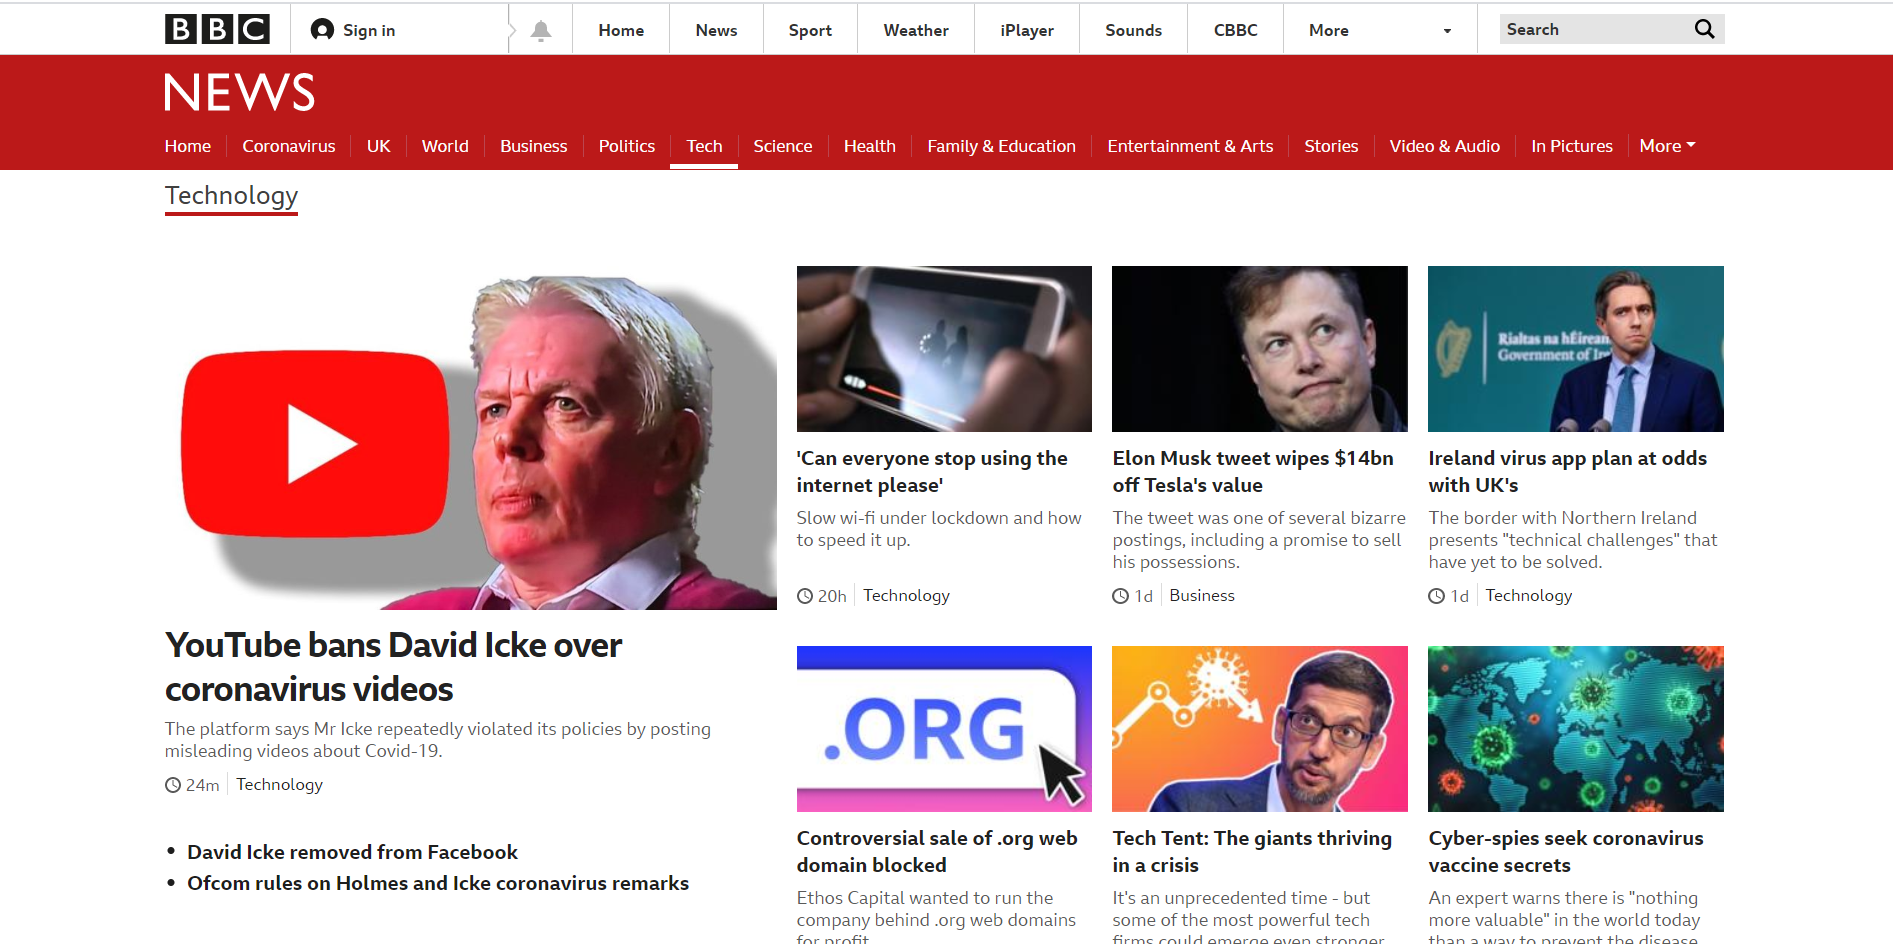 BBC
Sign in
Home
News
Sport
Weather
iPlayer
Sounds
CBBC
More
Search
NEWS
Home
Coronavirus
UK
World
Business
Politics
Tech
Science
Health
Family & Education
Entertainment & Arts
Stories
Video & Audio
In Pictures
More
Technology
YouTube bans David Icke over
coronavirus videos
The platform says Mr Icke repeatedly violated its policies by posting
misleading videos about Covid-19.
24m
Technology
David Icke removed from Facebook
Ofcom rules on Holmes and Icke coronavirus remarks
'Can everyone stop using the
internet please'
Slow wi-fi under lockdown and how
to speed it up.
20h
Technology
Elon Musk tweet wipes $14bn
off Tesla's value
The tweet was one of several bizarre
postings, including a promise to sell
his possessions.
1d
Business
Rialtas na hÉirean
Government of Ire
Ireland virus app plan at odds
with UK's
The border with Northern Ireland
presents "technical challenges" that
have yet to be solved.
1d
Technology
.ORG
Controversial sale of .org web
domain blocked
Ethos Capital wanted to run the
company behind .org web domains
for profit
Tech Tent: The giants thriving
in a crisis
It's an unprecedented time - but
some of the most powerful tech
firms could emerge even stronger
Cyber-spies seek coronavirus
vaccine secrets
An expert warns there is "nothing
more valuable" in the world today
than a way to prevent the disease